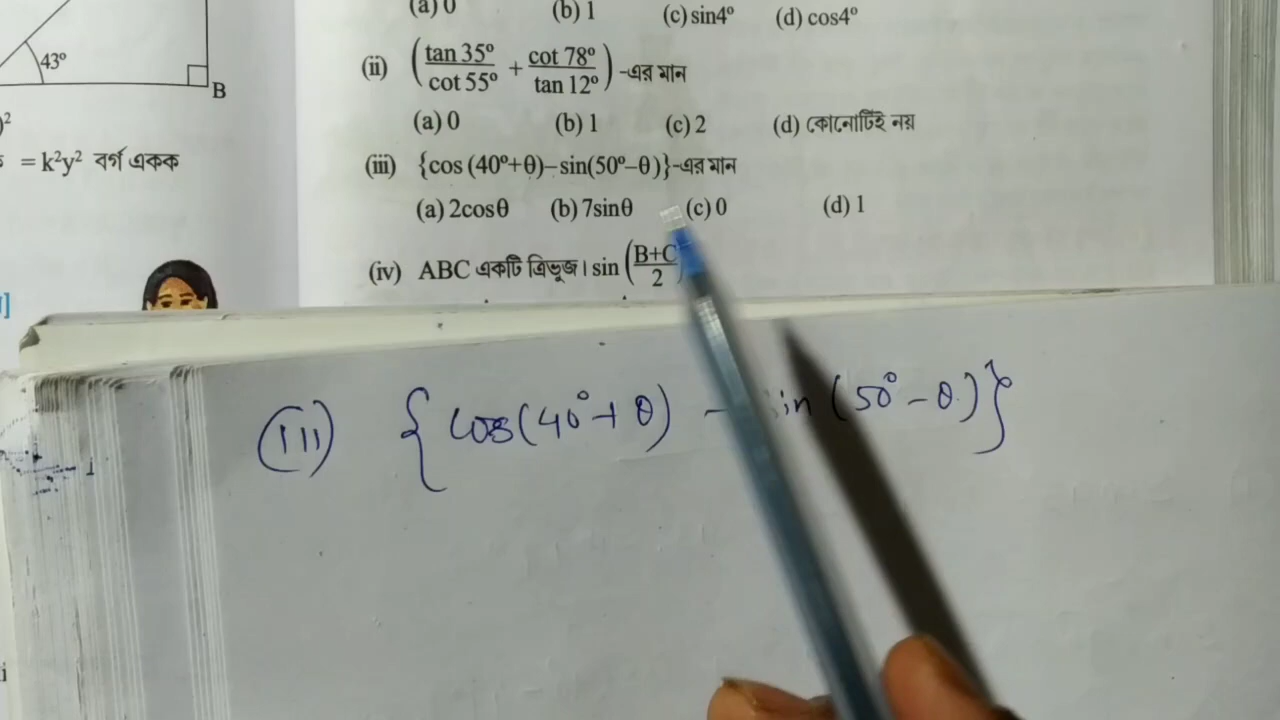 (a) 0 (b) 1 (c) sin4° (d) cos4°
43°
B
(ii) (tan 35°/cot 55° + cot 78°/tan 12°) -এর মান
(a) 0 (b) 1 (c) 2 (d) কোনোটিই নয়
)²
= k²y² বর্গ একক
(iii) {cos (40°+θ)–sin(50°–θ)}-এর মান
(a) 2cosθ (b) 7sinθ (c) 0 (d) 1
(iv) ABC একটি ত্রিভুজ। sin (B+C/2
(III) {cos(40°+θ) – sin (50°–θ)}